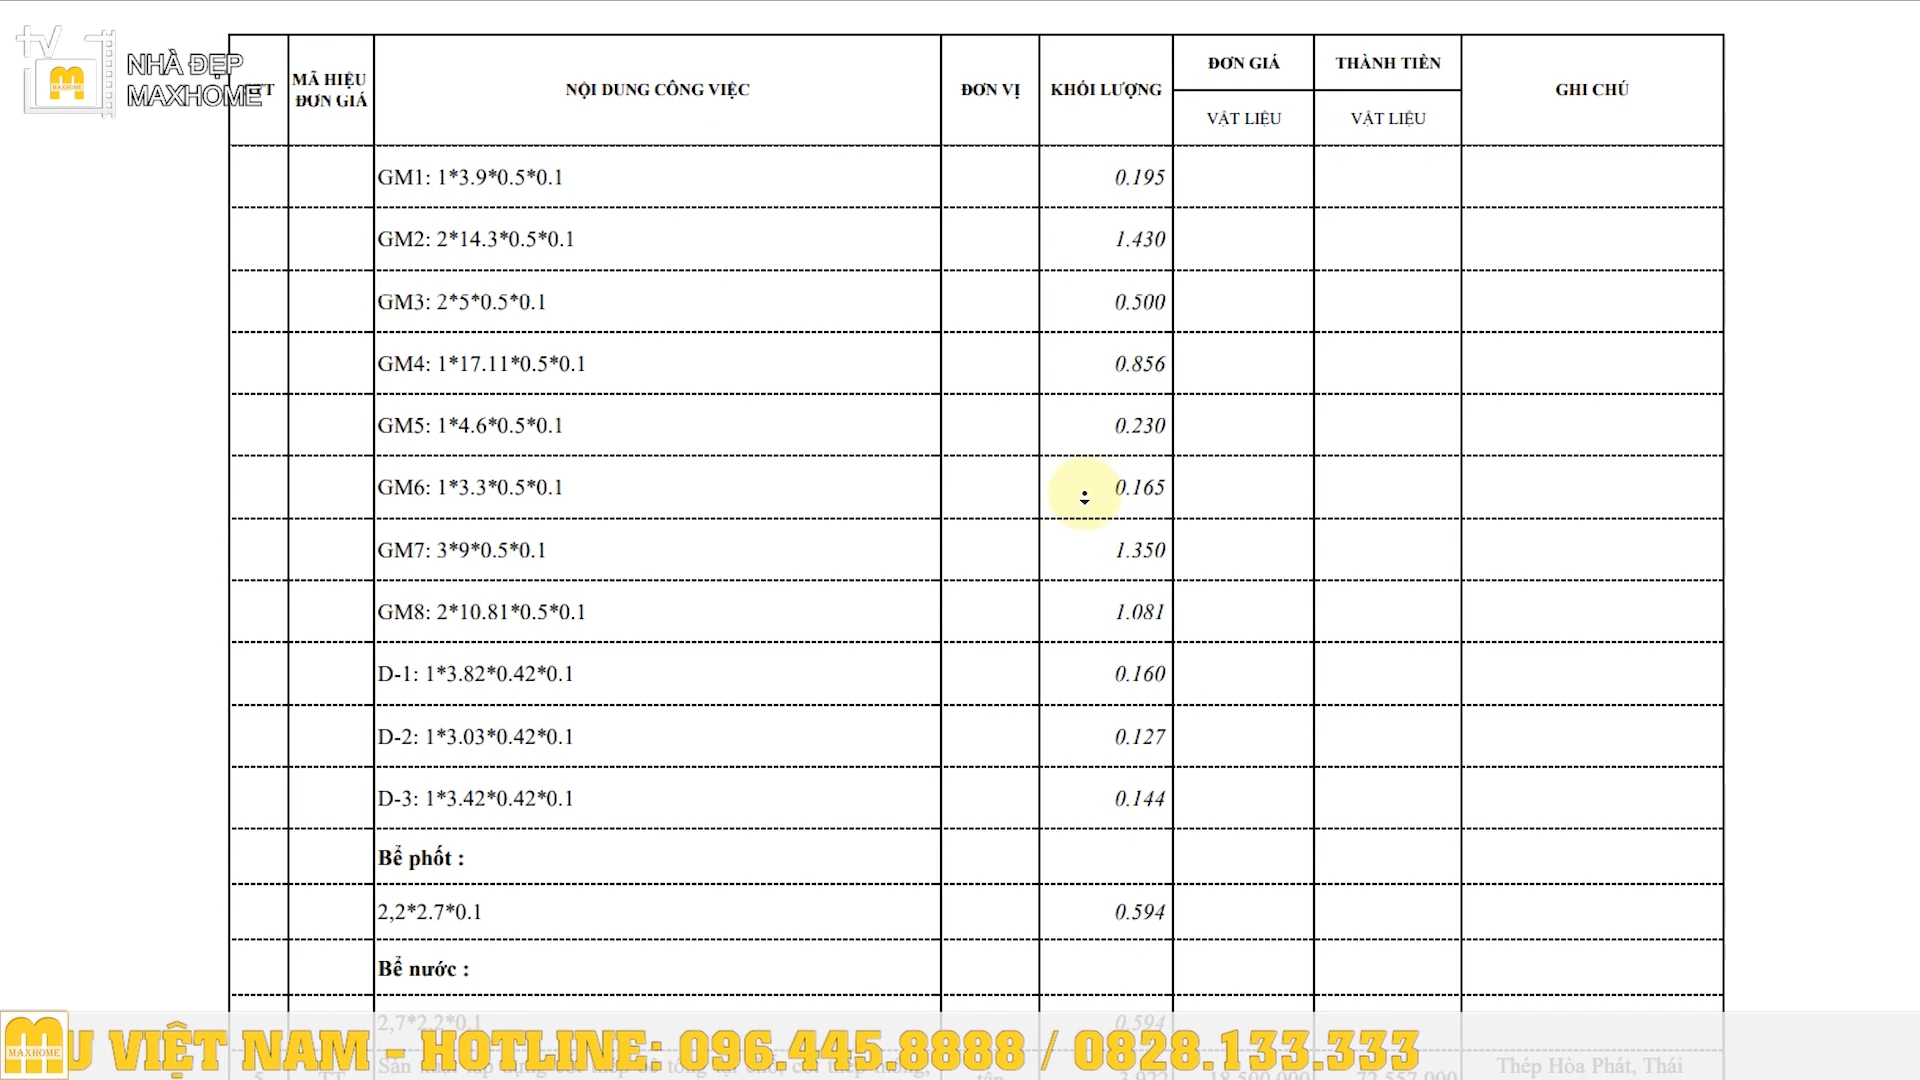 tv
NHÀ ĐẸP
MAXHOME
MAXHOME
MÃ HIỆU
ĐƠN GIÁ
NỘI DUNG CÔNG VIỆC
ĐƠN VỊ
KHỐI LƯỢNG
ĐƠN GIÁ
THÀNH TIỀN
GHI CHÚ
VẬT LIỆU
VẬT LIỆU
GM1: 1*3.9*0.5*0.1 0.195
GM2: 2*14.3*0.5*0.1 1.430
GM3: 2*5*0.5*0.1 0.500
GM4: 1*17.11*0.5*0.1 0.856
GM5: 1*4.6*0.5*0.1 0.230
GM6: 1*3.3*0.5*0.1 0.165
GM7: 3*9*0.5*0.1 1.350
GM8: 2*10.81*0.5*0.1 1.081
D-1: 1*3.82*0.42*0.1 0.160
D-2: 1*3.03*0.42*0.1 0.127
D-3: 1*3.42*0.42*0.1 0.144
Bể phốt :
2,2*2.7*0.1 0.594
Bể nước :
2,7*2,2*0.1 0.594
MAXHOME
U VIỆT NAM - HOTLINE: 096.445.8888 / 0828.133.333
Thép Hòa Phát, Thái